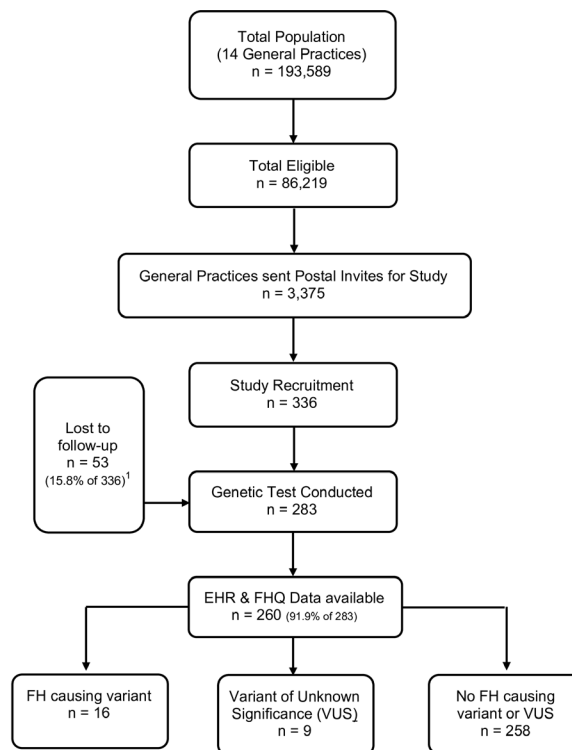 Total Population
(14 General Practices)
n = 193,589
Total Eligible
n = 86,219
General Practices sent Postal Invites for Study
n = 3,375
Study Recruitment
n = 336
Lost to
follow-up
n = 53
(15.8% of 336)¹
Genetic Test Conducted
n = 283
EHR & FHQ Data available
n = 260 (91.9% of 283)
FH causing variant
n = 16
Variant of Unknown
Significance (VUS)
n = 9
No FH causing
variant or VUS
n = 258